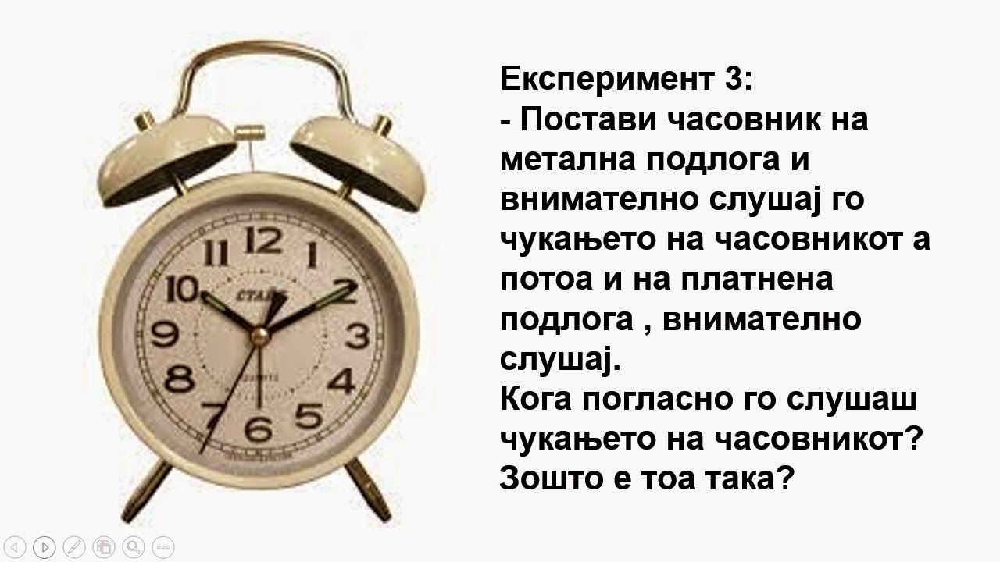 Експеримент 3:
- Постави часовник на
метална подлога и
внимателно слушај го
чукањето на часовникот а
потоа и на платнена
подлога , внимателно
слушај.
Кога погласно го слушаш
чукањето на часовникот?
Зошто е тоа така?
12
11 1
10 2
9 3
8 4
7 5
6
QUARTZ